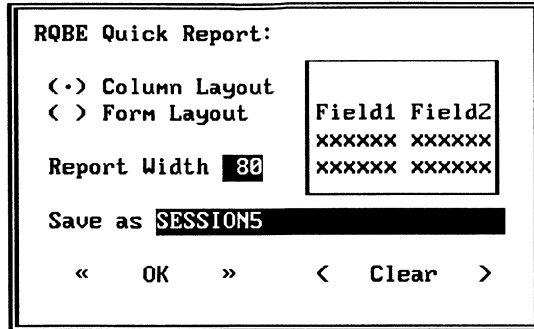 RQBE Quick Report:
(·) Column Layout
( ) Form Layout
Field1 Field2
xxxxxx xxxxxx
xxxxxx xxxxxx
Report Width 80
Save as SESSION5
« OK »
< Clear >